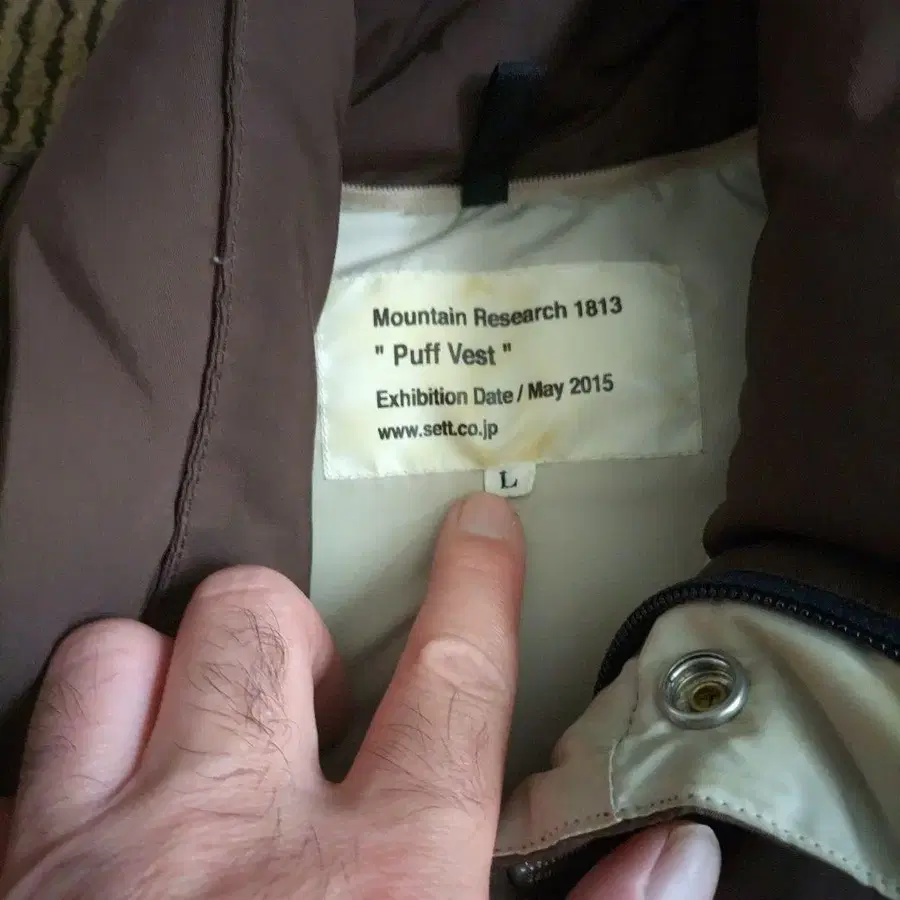 Mountain Research 1813
" Puff Vest "
Exhibition Date / May 2015
www.sett.co.jp
L